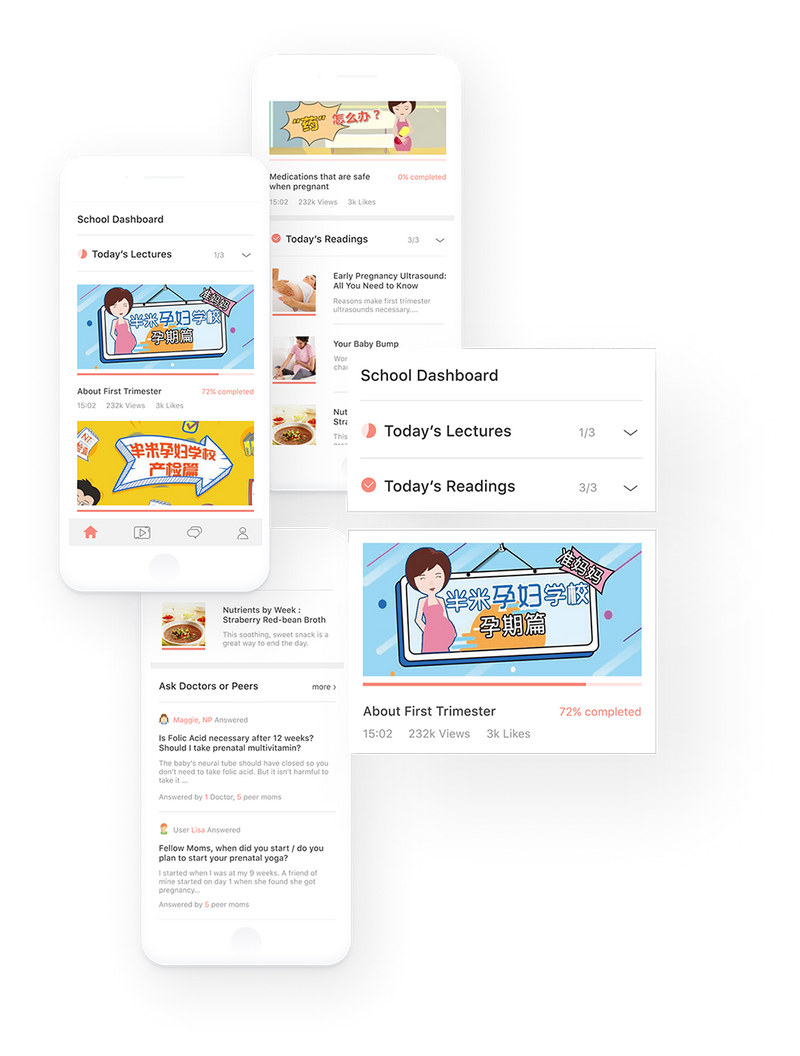 "药"
怎么办？
Medications that are safe
when pregnant
0% completed
15:02 232k Views 3k Likes
Today's Readings 3/3
Early Pregnancy Ultrasound:
All You Need to Know
Reasons make first trimester
ultrasounds necessary....
Your Baby Bump
School Dashboard
Today's Lectures 1/3
准妈妈
半米孕妇学校
孕期篇
About First Trimester 72% completed
15:02 232k Views 3k Likes
NT
半米孕妇学校
产检篇
School Dashboard
Today's Lectures 1/3
Today's Readings 3/3
准妈妈
半米孕妇学校
孕期篇
About First Trimester 72% completed
15:02 232k Views 3k Likes
Nutrients by Week :
Straberry Red-bean Broth
This soothing, sweet snack is a
great way to end the day.
Ask Doctors or Peers more ›
Maggie, NP Answered
Is Folic Acid necessary after 12 weeks?
Should I take prenatal multivitamin?
The baby's neural tube should have closed so you
don't need to take folic acid. But it isn't harmful to
take it ...
Answered by 1 Doctor, 5 peer moms
User Lisa Answered
Fellow Moms, when did you start / do you
plan to start your prenatal yoga?
I started when I was at my 9 weeks. A friend of
mine started on day 1 when she found she got
pregnancy...
Answered by 5 peer moms